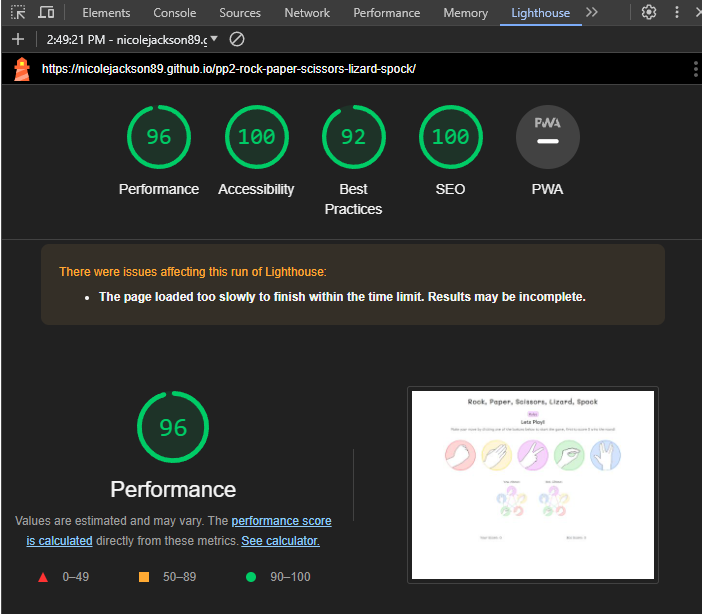 Elements Console Sources Network Performance Memory Lighthouse
2:49:21 PM - nicolejackson89.g
https://nicolejackson89.github.io/pp2-rock-paper-scissors-lizard-spock/
96 100 92 100 PWA
Performance Accessibility Best Practices SEO PWA
There were issues affecting this run of Lighthouse:
The page loaded too slowly to finish within the time limit. Results may be incomplete.
96
Performance
Values are estimated and may vary. The performance score
is calculated directly from these metrics. See calculator.
0–49 50–89 90–100
Rock, Paper, Scissors, Lizard, Spock
Lets Play!